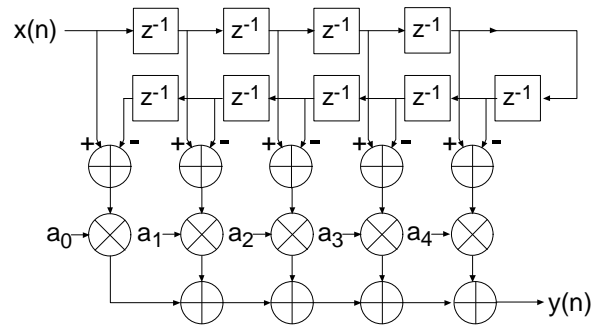 x(n) z⁻¹ z⁻¹ z⁻¹ z⁻¹
z⁻¹ z⁻¹ z⁻¹ z⁻¹ z⁻¹
+ - + - + - + - + -
a₀ a₁ a₂ a₃ a₄
y(n)